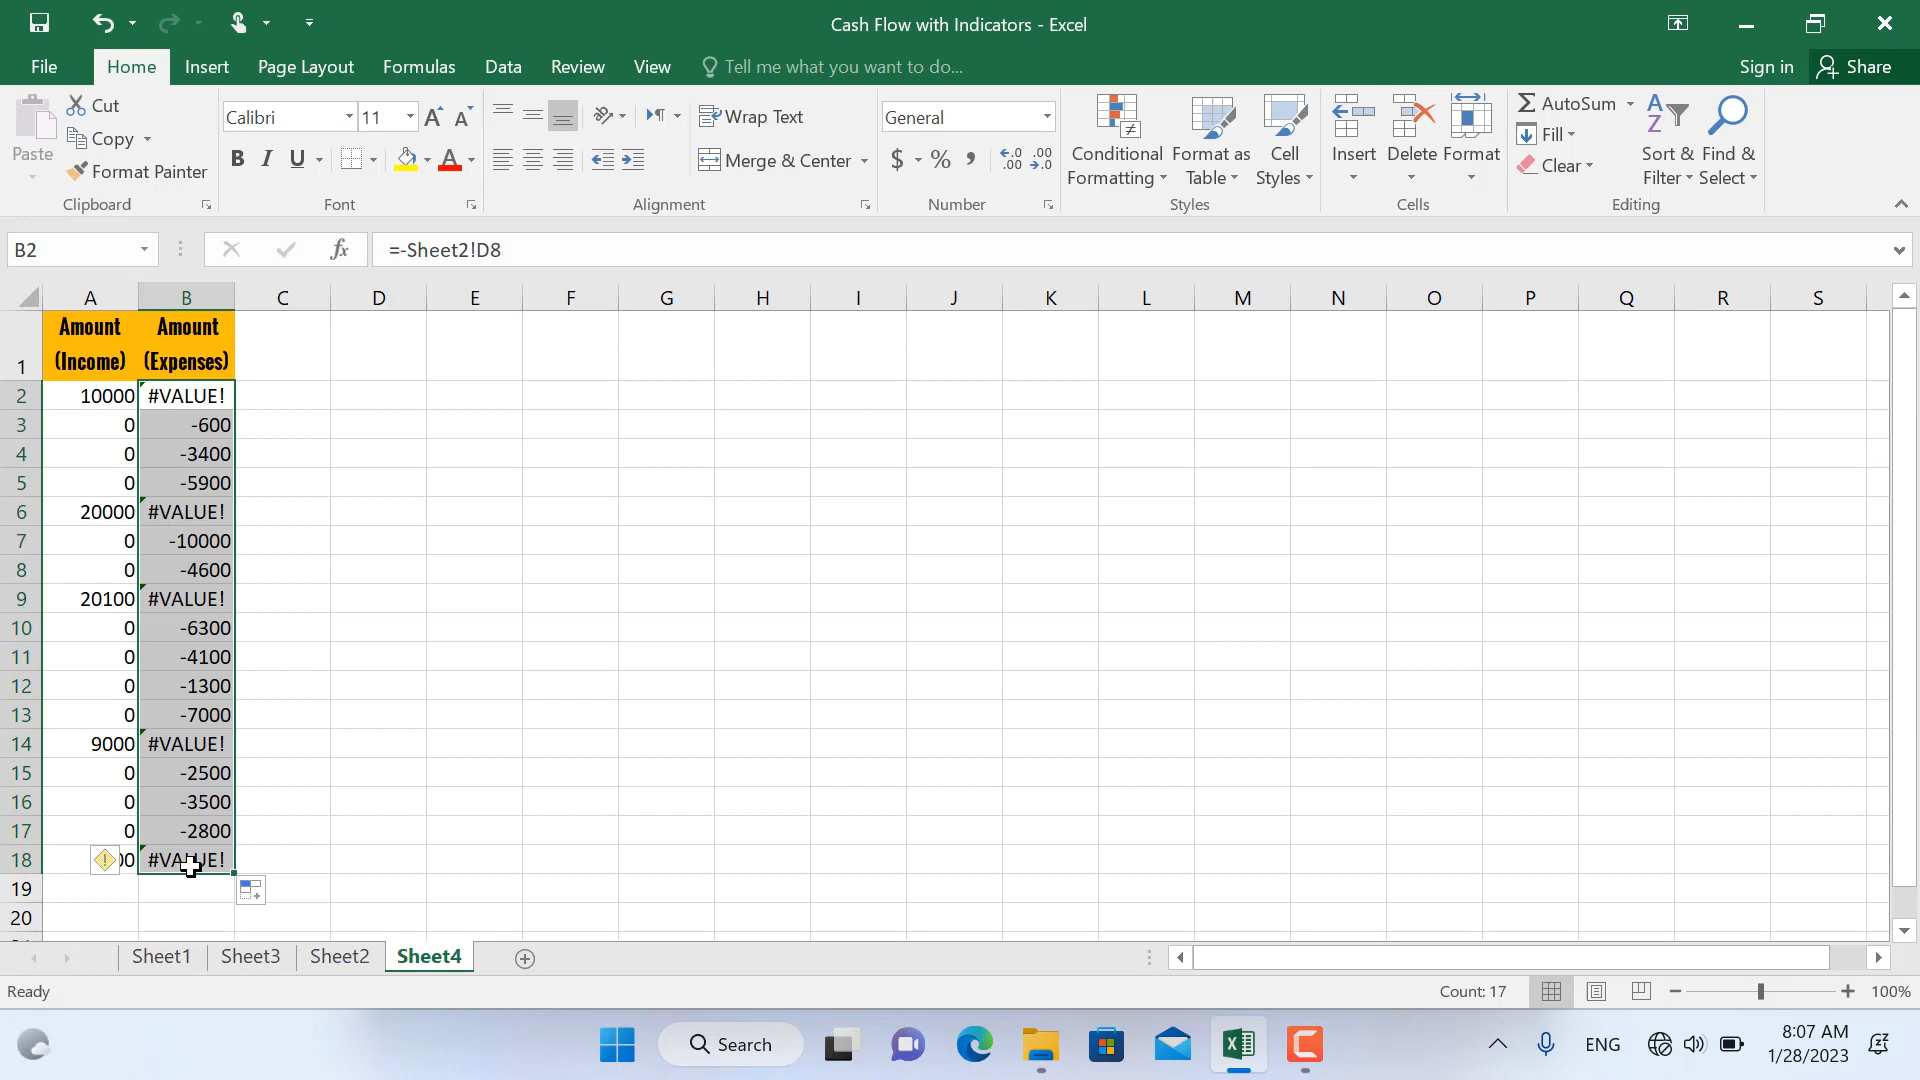 Cash Flow with Indicators - Excel
File Home Insert Page Layout Formulas Data Review View Tell me what you want to do... Sign in Share
Paste
Cut
Copy
Format Painter
Clipboard
Calibri 11
B I U
Font
Wrap Text
Merge & Center
Alignment
General
$ % ,
Number
Conditional Formatting
Format as Table
Cell Styles
Styles
Insert Delete Format
Cells
AutoSum
Fill
Clear
Sort & Filter
Find & Select
Editing
B2 fx =-Sheet2!D8
A B C D E F G H I J K L M N O P Q R S
1 Amount (Income) Amount (Expenses)
2 10000 #VALUE!
3 0 -600
4 0 -3400
5 0 -5900
6 20000 #VALUE!
7 0 -10000
8 0 -4600
9 20100 #VALUE!
10 0 -6300
11 0 -4100
12 0 -1300
13 0 -7000
14 9000 #VALUE!
15 0 -2500
16 0 -3500
17 0 -2800
18 #VALUE!
19
20
Sheet1 Sheet3 Sheet2 Sheet4
Ready Count: 17 100%
Search ENG 8:07 AM
1/28/2023